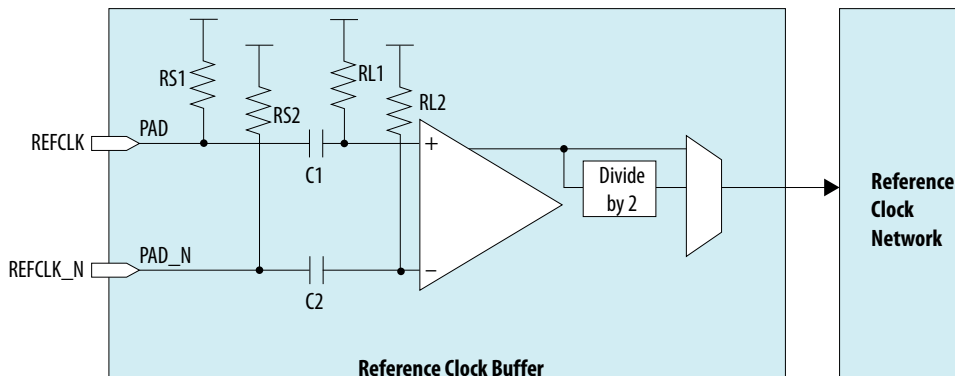 RS1
RS2
RL1
RL2
REFCLK
PAD
C1
+
Divide
by 2
Reference
Clock
Network
REFCLK_N
PAD_N
C2
−
Reference Clock Buffer